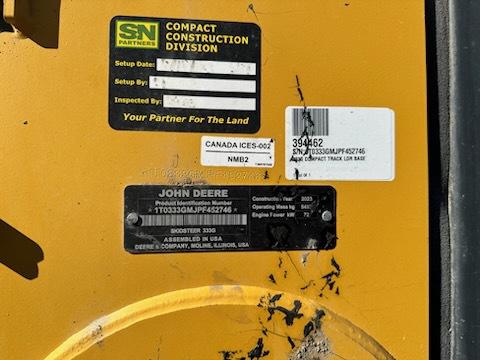 SN
PARTNERS
COMPACT
CONSTRUCTION
DIVISION
Setup Date:
Setup By:
Inspected By:
Your Partner For The Land
CANADA ICES-002
NMB2
394462
S/N: 1T0333GMJPF452746
COMPACT TRACK LDR BASE
JOHN DEERE
Product Identification Number
*1T0333GMJPF452746*
SKIDSTEER 333G
ASSEMBLED IN USA
DEERE & COMPANY, MOLINE, ILLINOIS, USA
Construction Year 2023
Operating Mass kg
Engine Power kW 72